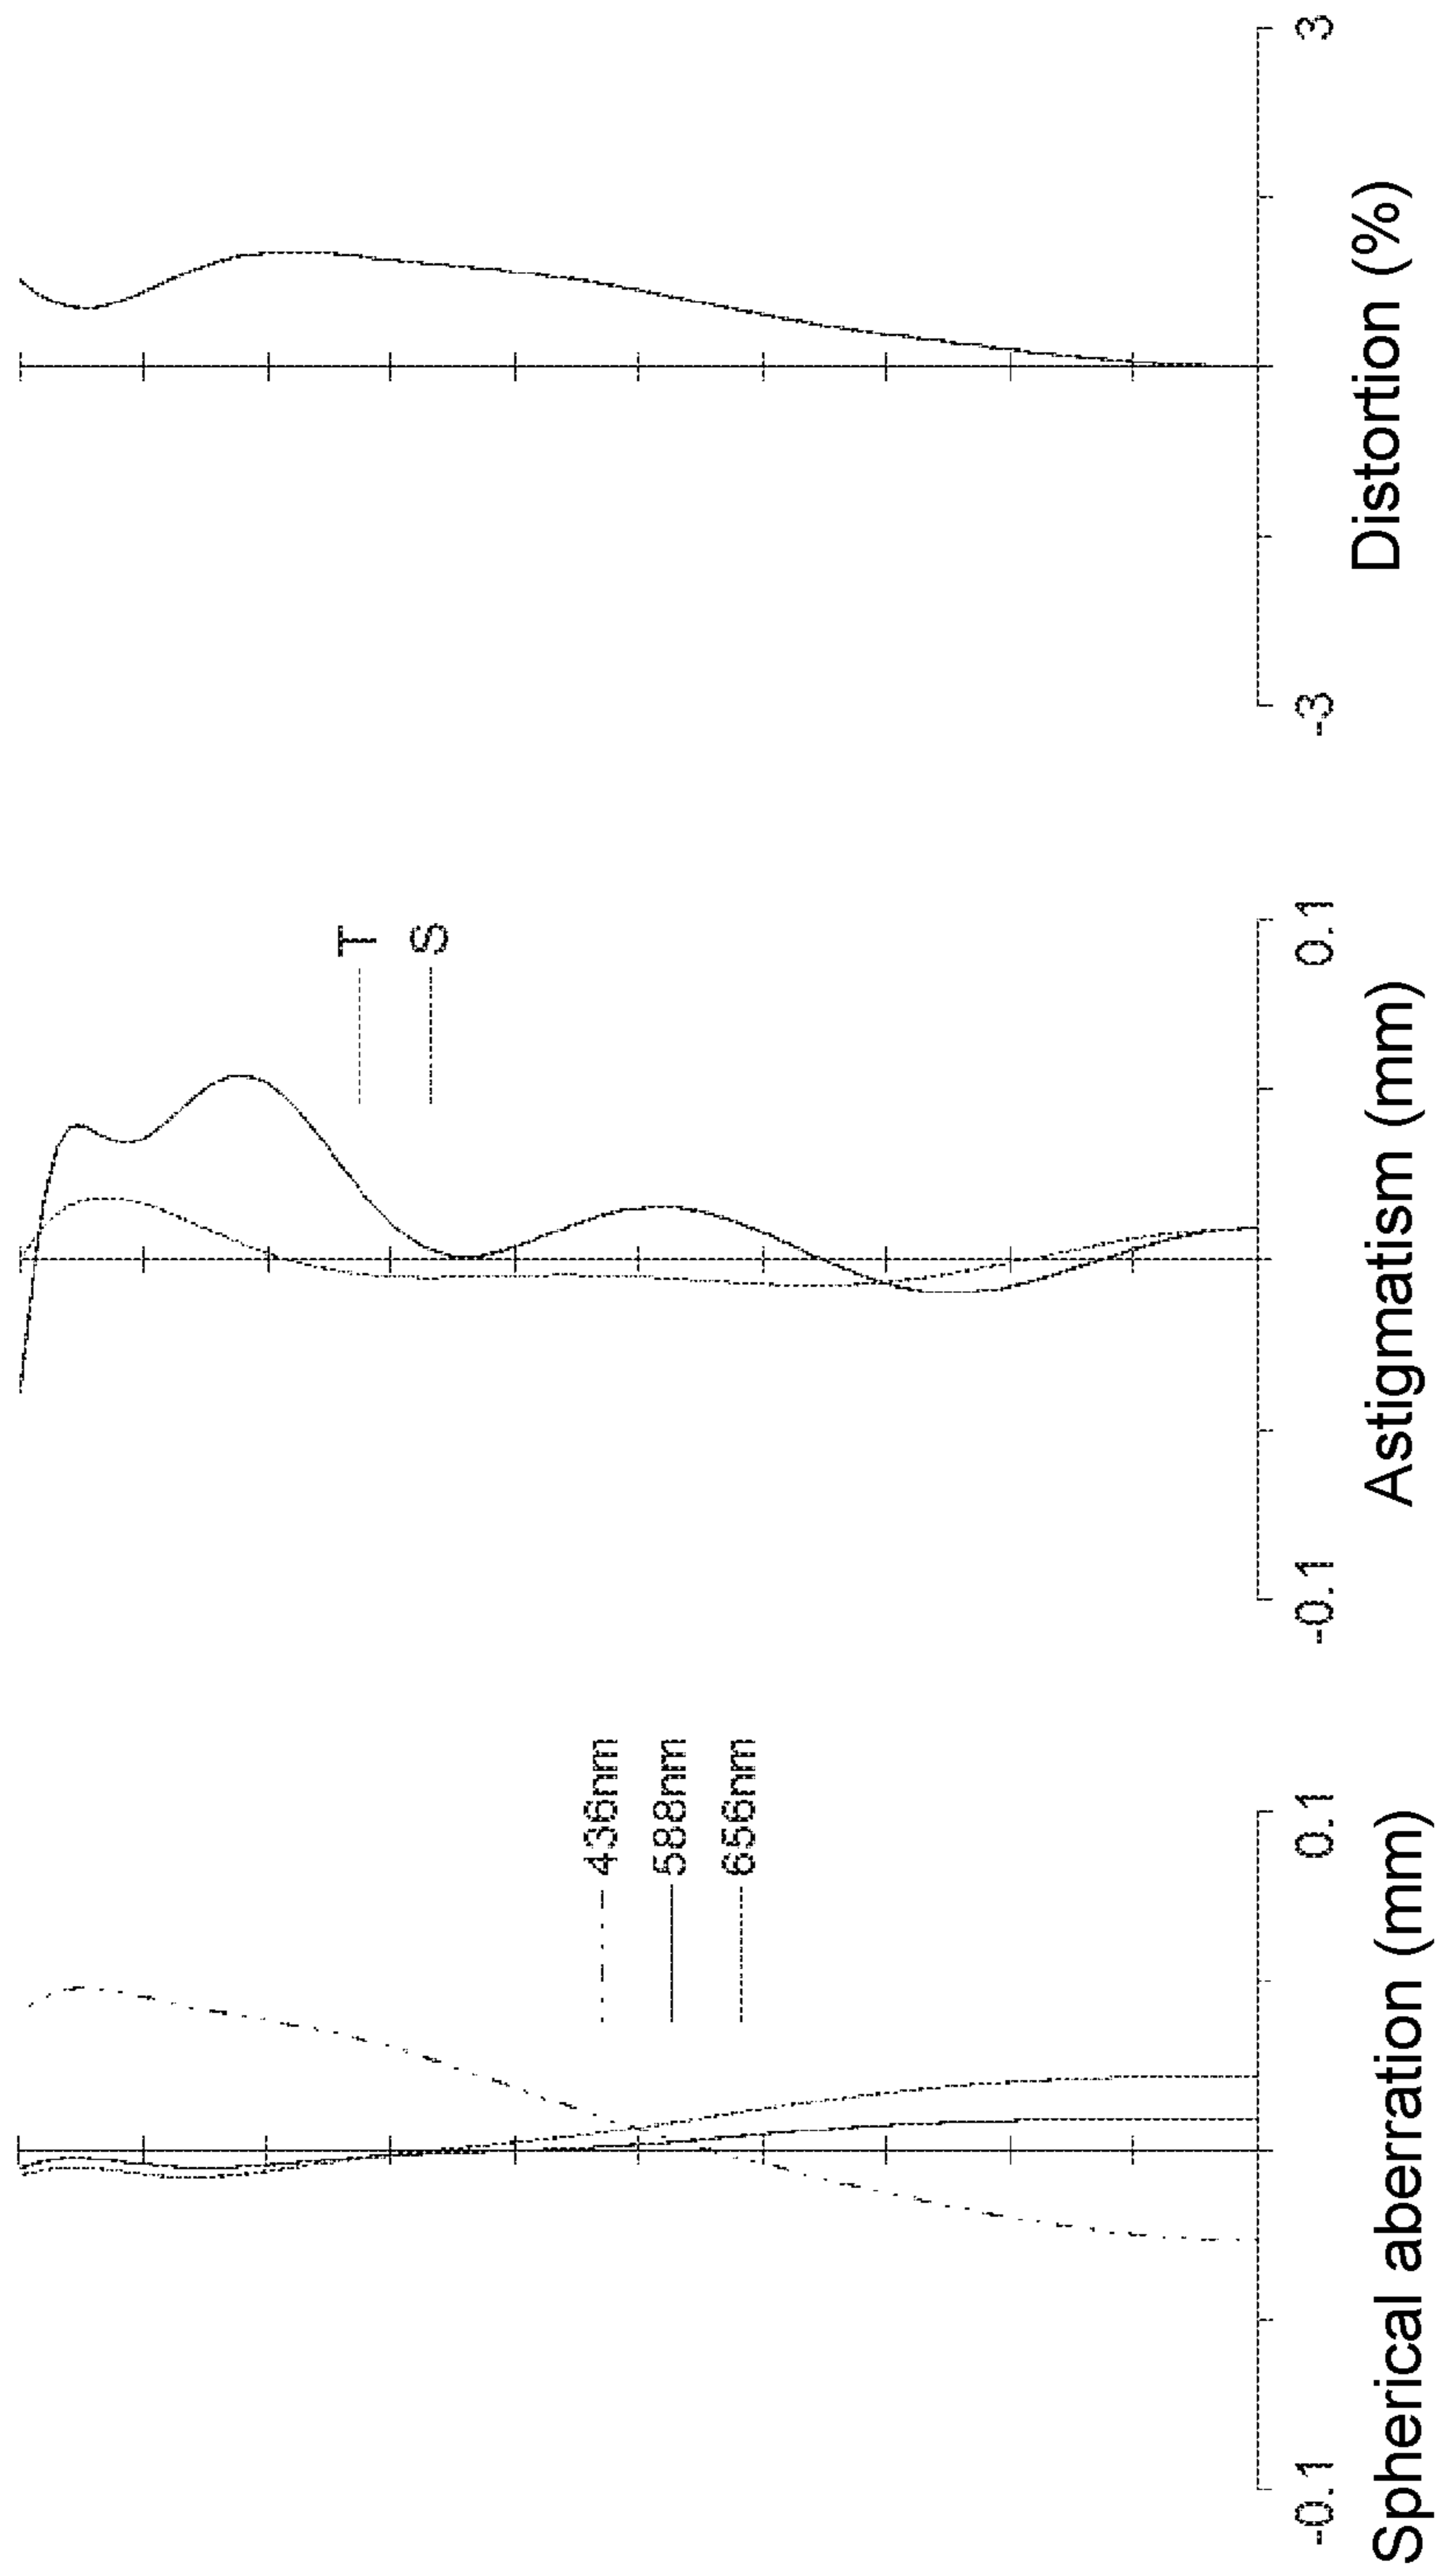 436nm
588nm
656nm
-0.1
0.1
Spherical aberration (mm)
T
S
-0.1
0.1
Astigmatism (mm)
-3
3
Distortion (%)